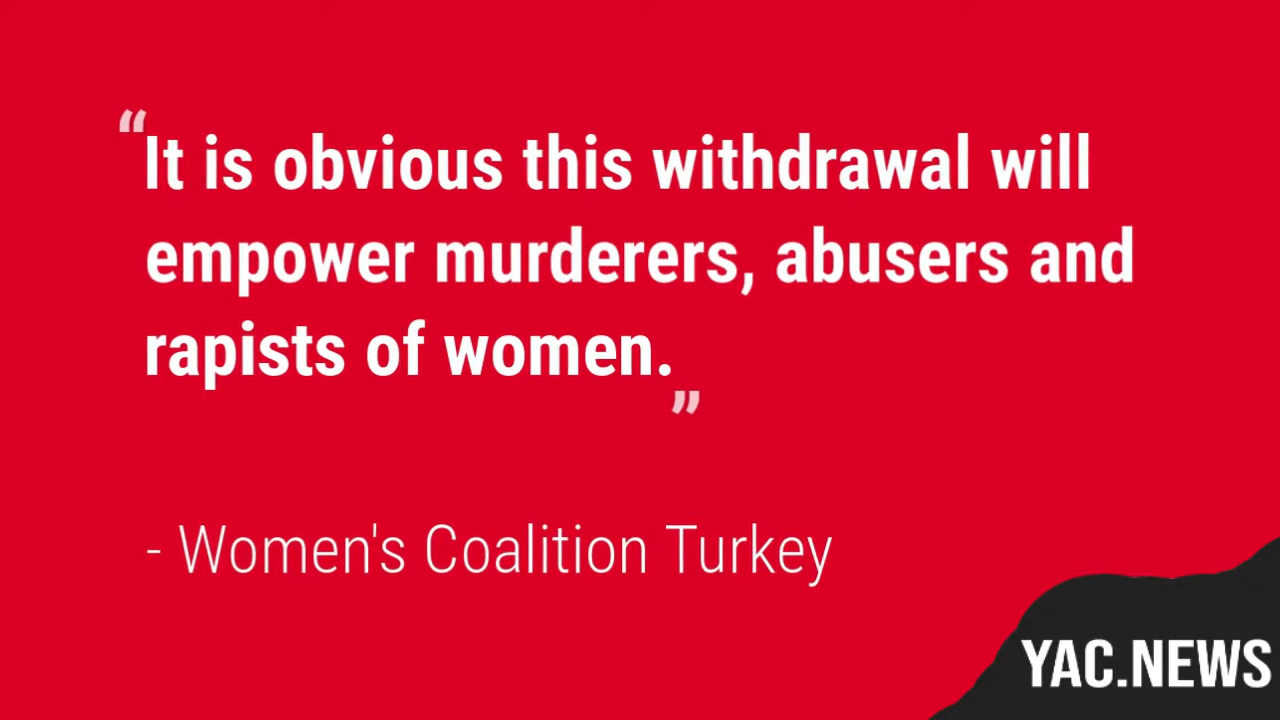 “It is obvious this withdrawal will
empower murderers, abusers and
rapists of women.”
- Women's Coalition Turkey
YAC.NEWS